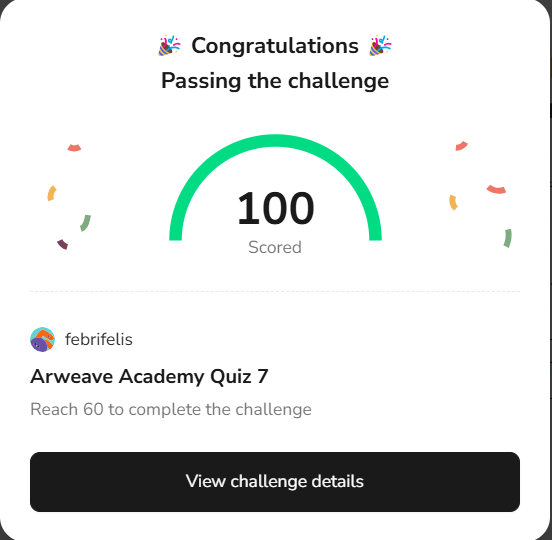 🎉 Congratulations 🎉
Passing the challenge
100
Scored
febrifelis
Arweave Academy Quiz 7
Reach 60 to complete the challenge
View challenge details